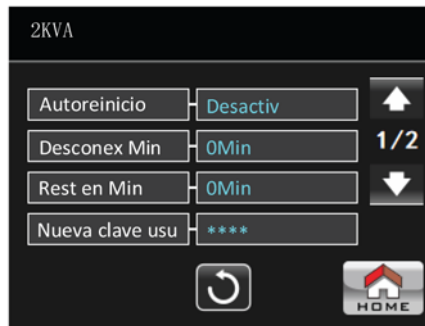 2KVA
Autoreinicio Desactiv
Desconex Min 0Min
1/2
Rest en Min 0Min
Nueva clave usu ****
HOME